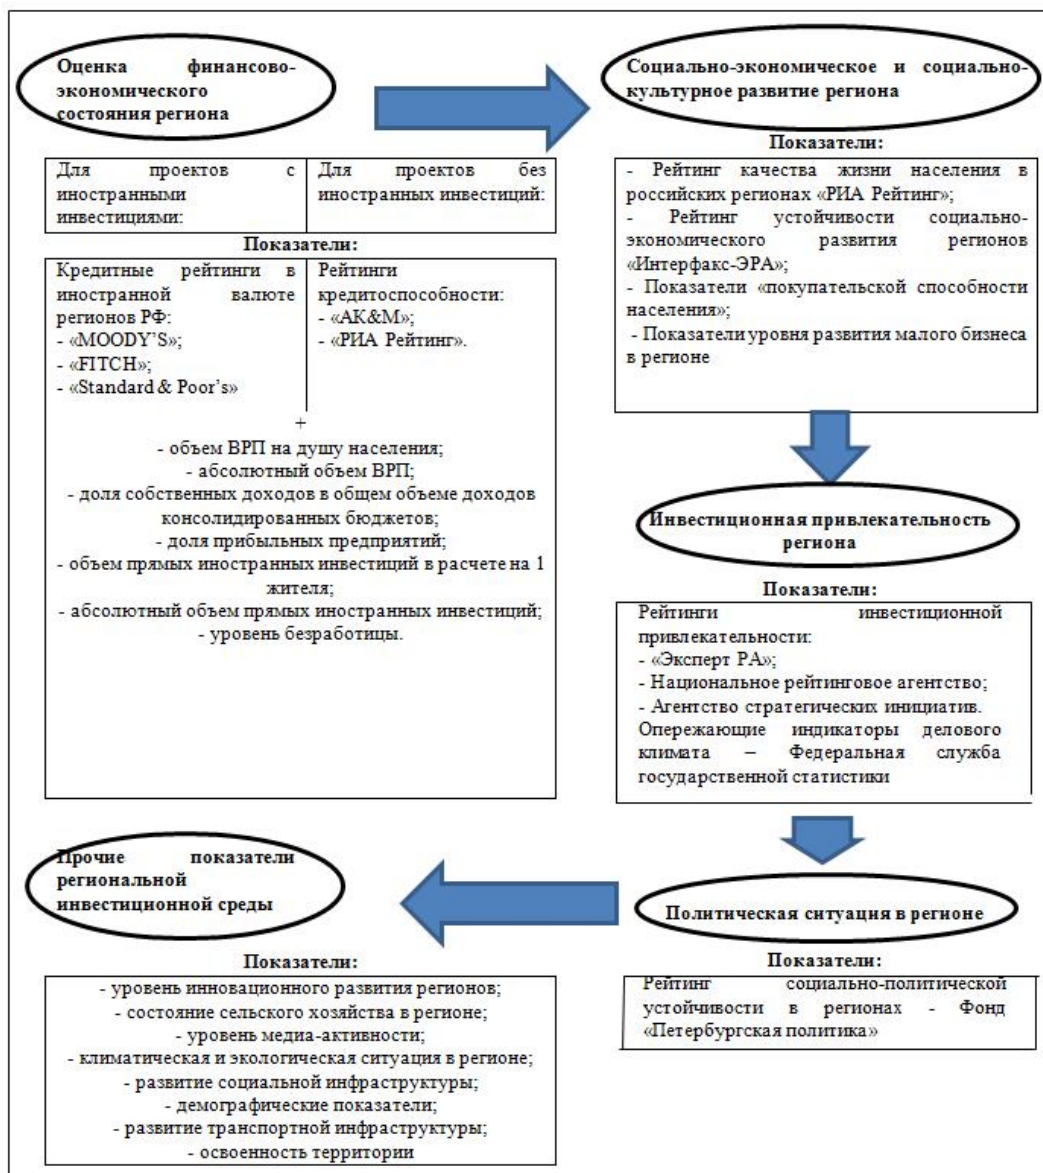 Оценка финансово-
экономического
состояния региона
Для проектов с
иностранными
инвестициями:
Для проектов без
иностранных инвестиций:
Показатели:
Кредитные рейтинги в
иностранной валюте
регионов РФ:
- «MOODY’S»;
- «FITCH»;
- «Standard & Poor’s»
Рейтинги
кредитоспособности:
- «AK&M»;
- «РИА Рейтинг».
+
- объем ВРП на душу населения;
- абсолютный объем ВРП;
- доля собственных доходов в общем объеме доходов
консолидированных бюджетов;
- доля прибыльных предприятий;
- объем прямых иностранных инвестиций в расчете на 1
жителя;
- абсолютный объем прямых иностранных инвестиций;
- уровень безработицы.
Социально-экономическое и социально-
культурное развитие региона
Показатели:
- Рейтинг качества жизни населения в
российских регионах «РИА Рейтинг»;
- Рейтинг устойчивости социально-
экономического развития регионов
«Интерфакс-ЭРА»;
- Показатели «покупательской способности
населения»;
- Показатели уровня развития малого бизнеса
в регионе
Инвестиционная привлекательность
региона
Показатели:
Рейтинги инвестиционной
привлекательности:
- «Эксперт РА»;
- Национальное рейтинговое агентство;
- Агентство стратегических инициатив.
Опережающие индикаторы делового
климата – Федеральная служба
государственной статистики
Политическая ситуация в регионе
Показатели:
Рейтинг социально-политической
устойчивости в регионах - Фонд
«Петербургская политика»
Прочие показатели
региональной
инвестиционной среды
Показатели:
- уровень инновационного развития регионов;
- состояние сельского хозяйства в регионе;
- уровень медиа-активности;
- климатическая и экологическая ситуация в регионе;
- развитие социальной инфраструктуры;
- демографические показатели;
- развитие транспортной инфраструктуры;
- освоенность территории